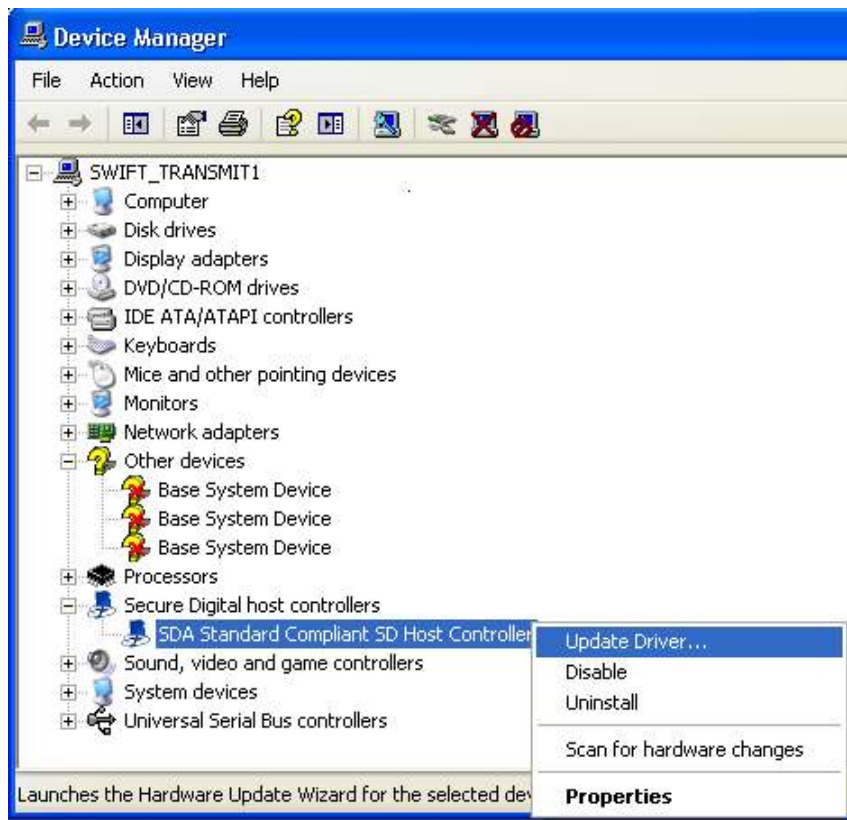 Device Manager
File Action View Help
SWIFT_TRANSMIT1
Computer
Disk drives
Display adapters
DVD/CD-ROM drives
IDE ATA/ATAPI controllers
Keyboards
Mice and other pointing devices
Monitors
Network adapters
Other devices
Base System Device
Base System Device
Base System Device
Processors
Secure Digital host controllers
SDA Standard Compliant SD Host Controller
Sound, video and game controllers
System devices
Universal Serial Bus controllers
Update Driver...
Disable
Uninstall
Scan for hardware changes
Properties
Launches the Hardware Update Wizard for the selected dev